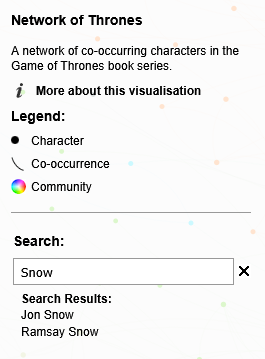 Network of Thrones
A network of co-occurring characters in the
Game of Thrones book series.
More about this visualisation
Legend:
Character
Co-occurrence
Community
Search:
Snow
Search Results:
Jon Snow
Ramsay Snow